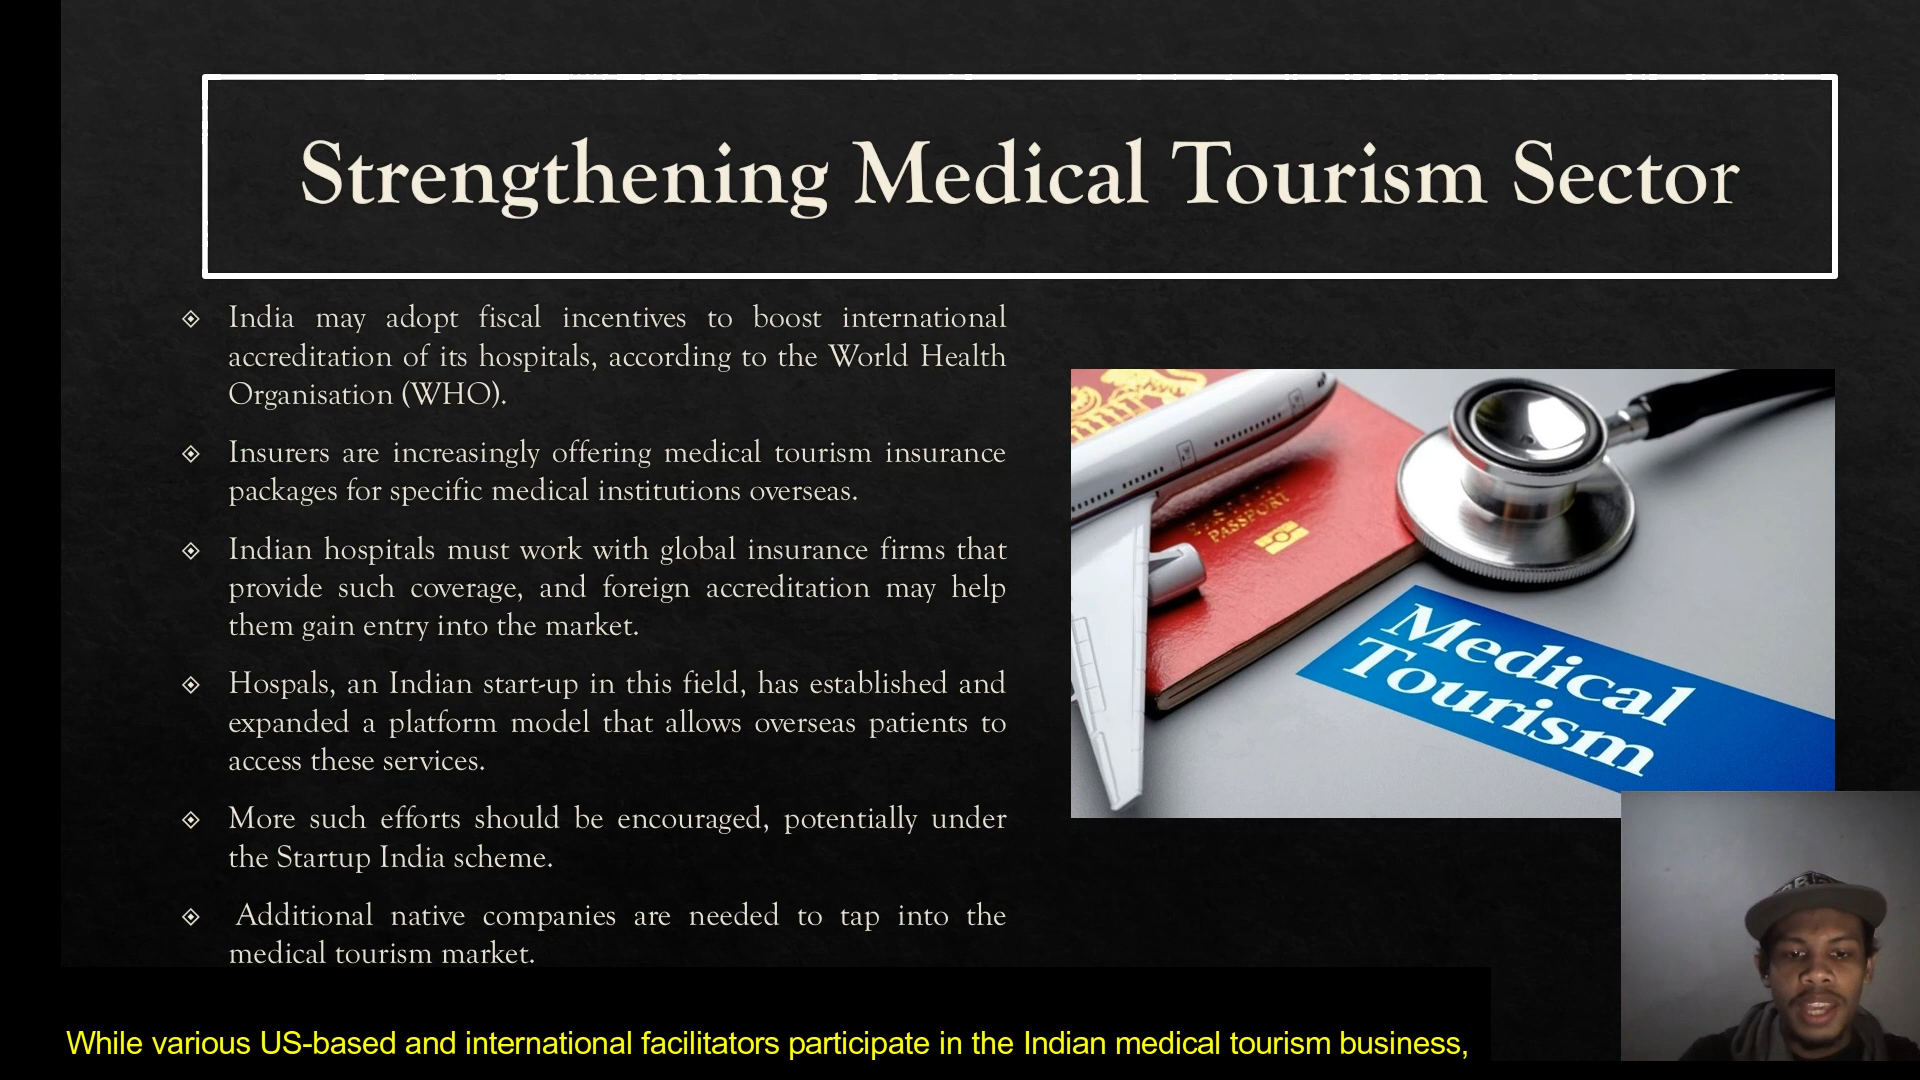 Strengthening Medical Tourism Sector
India may adopt fiscal incentives to boost international
accreditation of its hospitals, according to the World Health
Organisation (WHO).
Insurers are increasingly offering medical tourism insurance
packages for specific medical institutions overseas.
Indian hospitals must work with global insurance firms that
provide such coverage, and foreign accreditation may help
them gain entry into the market.
Hospals, an Indian start-up in this field, has established and
expanded a platform model that allows overseas patients to
access these services.
More such efforts should be encouraged, potentially under
the Startup India scheme.
Additional native companies are needed to tap into the
medical tourism market.
PASSPORT
Medical
Tourism
While various US-based and international facilitators participate in the Indian medical tourism business,